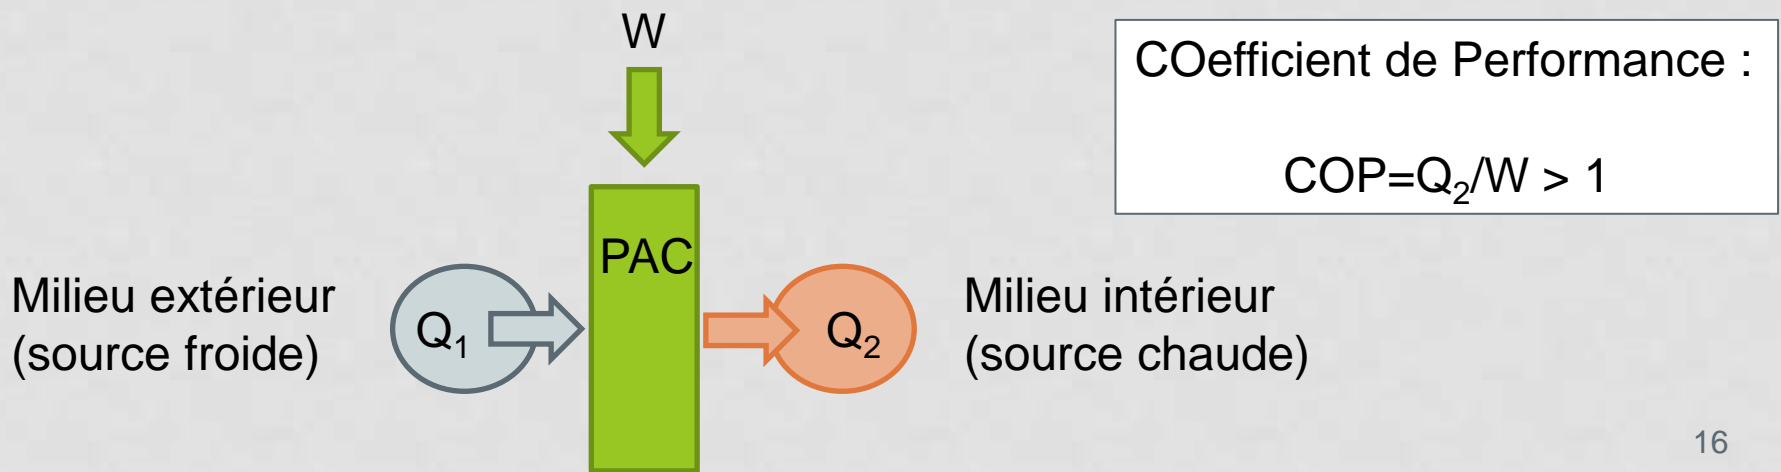 W
COefficient de Performance :
COP=Q₂/W > 1
PAC
Milieu extérieur
(source froide)
Q₁
Q₂
Milieu intérieur
(source chaude)
16